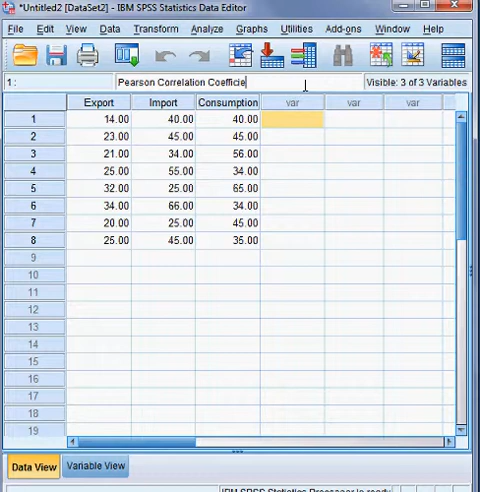 *Untitled2 [DataSet2] - IBM SPSS Statistics Data Editor
File Edit View Data Transform Analyze Graphs Utilities Add-ons Window Help
1 : Pearson Correlation Coefficie Visible: 3 of 3 Variables
Export Import Consumption var var var
1 14.00 40.00 40.00
2 23.00 45.00 45.00
3 21.00 34.00 56.00
4 25.00 55.00 34.00
5 32.00 25.00 65.00
6 34.00 66.00 34.00
7 20.00 25.00 45.00
8 25.00 45.00 35.00
9
10
11
12
13
14
15
16
17
18
19
Data View Variable View
IBM SPSS Statistics Processor is ready